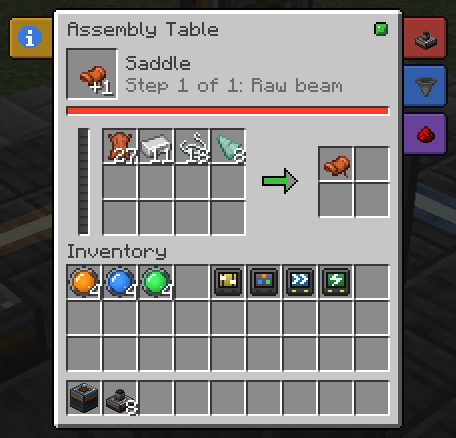 Assembly Table
Saddle
+1
Step 1 of 1: Raw beam
27 11 18 8
Inventory
2 2 2
8